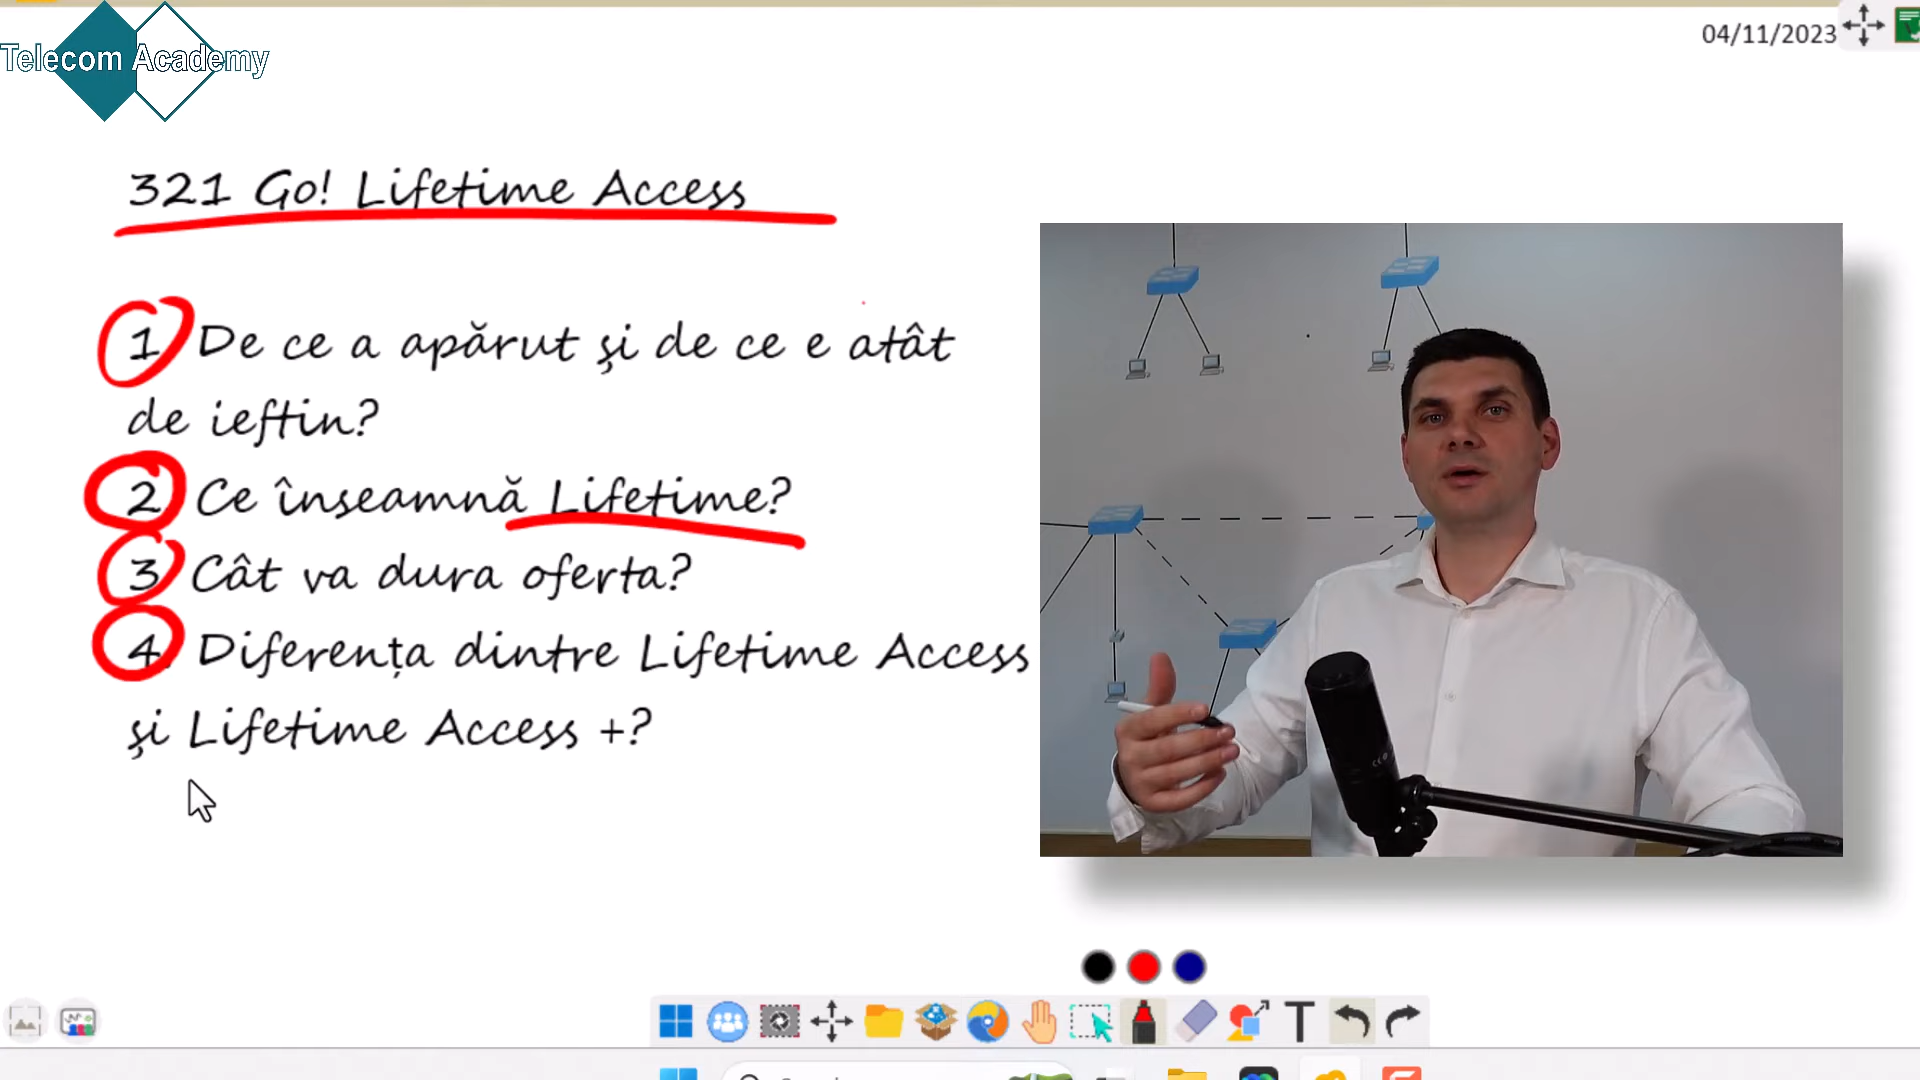 Telecom Academy
04/11/2023
321 Go! Lifetime Access
1. De ce a apărut și de ce e atât
de ieftin?
2. Ce înseamnă Lifetime?
3. Cât va dura oferta?
4. Diferența dintre Lifetime Access
și Lifetime Access +?